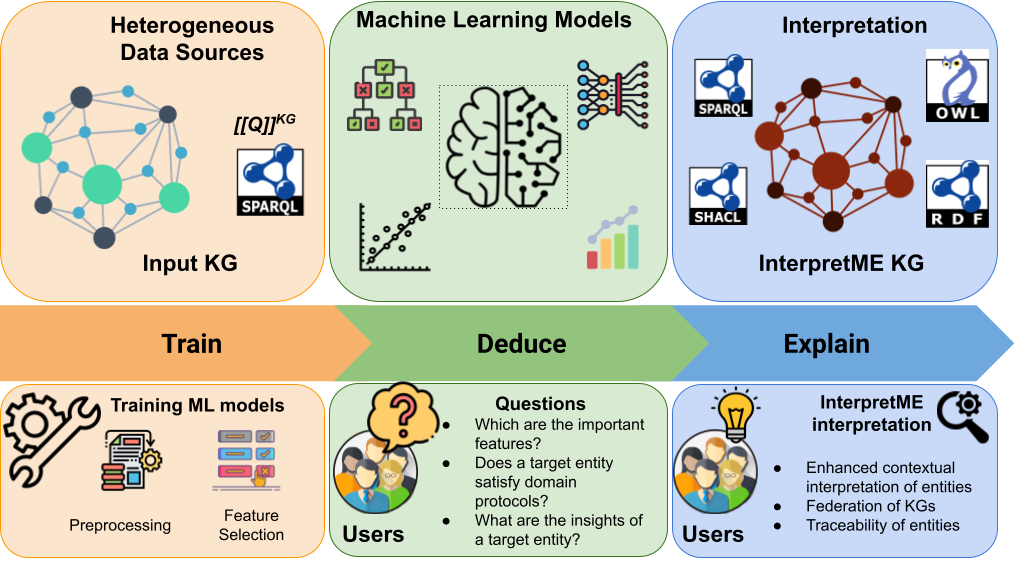 Heterogeneous
Data Sources
[[Q]]KG
SPARQL
Input KG
Machine Learning Models
Interpretation
SPARQL
OWL
SHACL
RDF
InterpretME KG
Train
Deduce
Explain
Training ML models
Preprocessing
Feature
Selection
Users
Questions
● Which are the important
features?
● Does a target entity
satisfy domain
protocols?
● What are the insights of
a target entity?
Users
InterpretME
interpretation
● Enhanced contextual
interpretation of entities
● Federation of KGs
● Traceability of entities